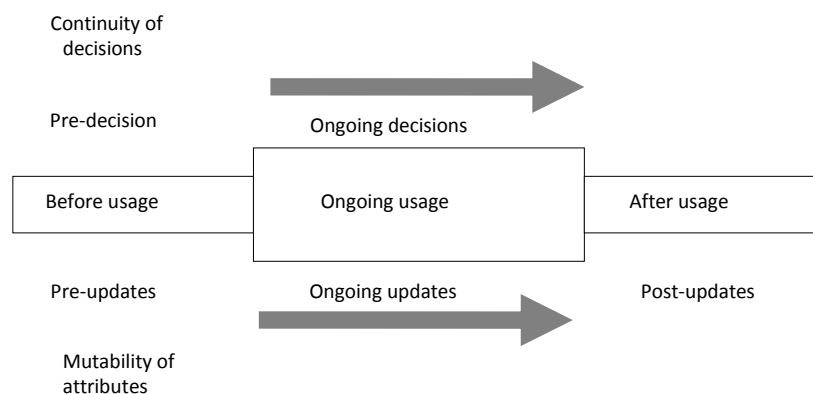 Continuity of
decisions
Pre-decision
Ongoing decisions
Before usage
Ongoing usage
After usage
Pre-updates
Ongoing updates
Post-updates
Mutability of
attributes